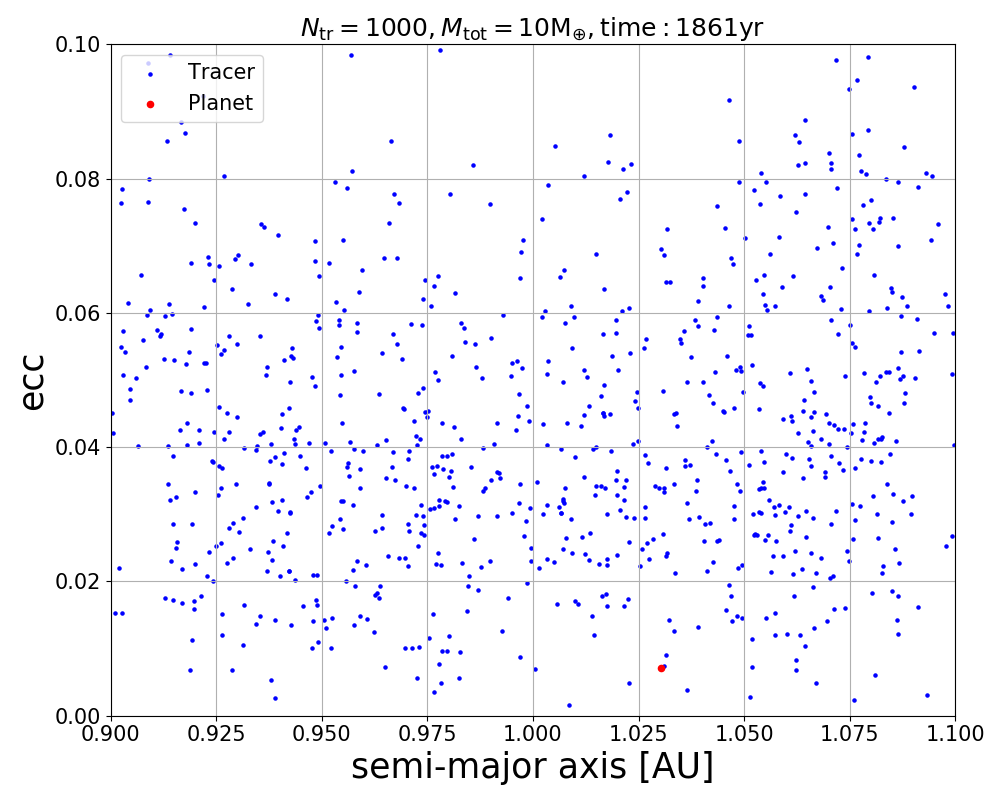 N_tr = 1000, M_tot = 10M_⊕, time : 1861yr
0.10
Tracer
Planet
0.08
0.06
ecc
0.04
0.02
0.00
0.900 0.925 0.950 0.975 1.000 1.025 1.050 1.075 1.100
semi-major axis [AU]